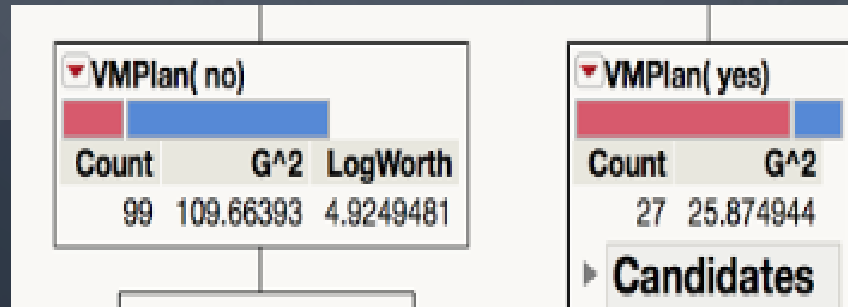 VMPlan( no)
Count G^2 LogWorth
99 109.66393 4.9249481
VMPlan( yes)
Count G^2
27 25.874944
Candidates